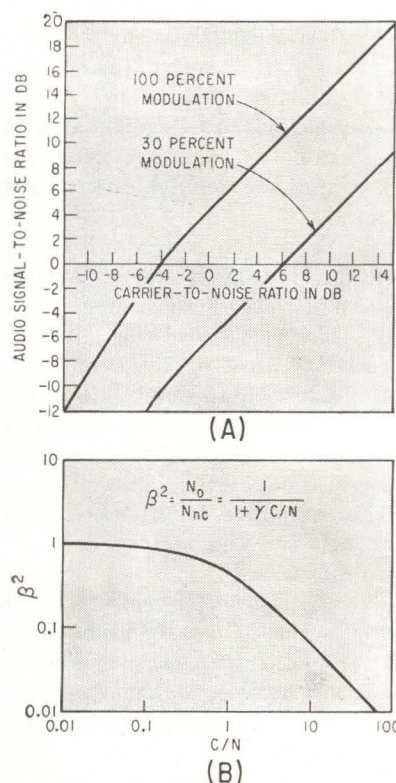 20
18
16
14
12
10
8
6
4
2
0
-2
-4
-6
-8
-10
-12
AUDIO SIGNAL-TO-NOISE RATIO IN DB
100 PERCENT
MODULATION
30 PERCENT
MODULATION
-10 -8 -6 -4 -2 0 2 4 6 8 10 12 14
CARRIER-TO-NOISE RATIO IN DB
(A)
10
1
0.1
0.01
β²
β² = N₀/Nnc = 1/(1 + γ C/N)
0.01 0.1 1 10 100
C/N
(B)